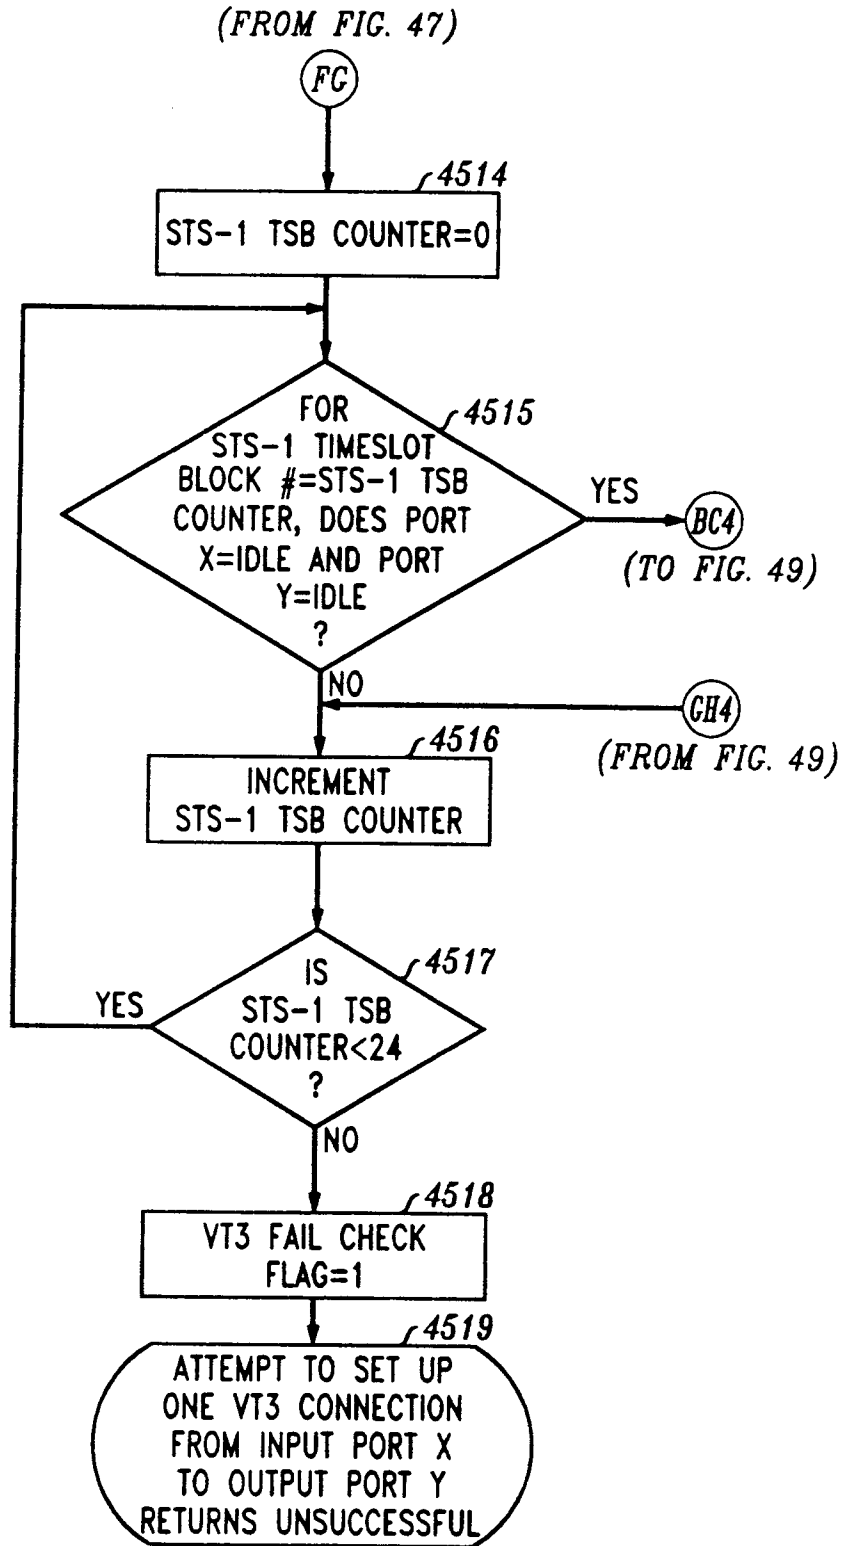 (FROM FIG. 47)
FG
4514
STS-1 TSB COUNTER=0
4515
FOR
STS-1 TIMESLOT
BLOCK #=STS-1 TSB
COUNTER, DOES PORT
X=IDLE AND PORT
Y=IDLE
?
YES
BC4
(TO FIG. 49)
NO
GH4
(FROM FIG. 49)
4516
INCREMENT
STS-1 TSB COUNTER
4517
IS
STS-1 TSB
COUNTER<24
?
YES
NO
4518
VT3 FAIL CHECK
FLAG=1
4519
ATTEMPT TO SET UP
ONE VT3 CONNECTION
FROM INPUT PORT X
TO OUTPUT PORT Y
RETURNS UNSUCCESSFUL